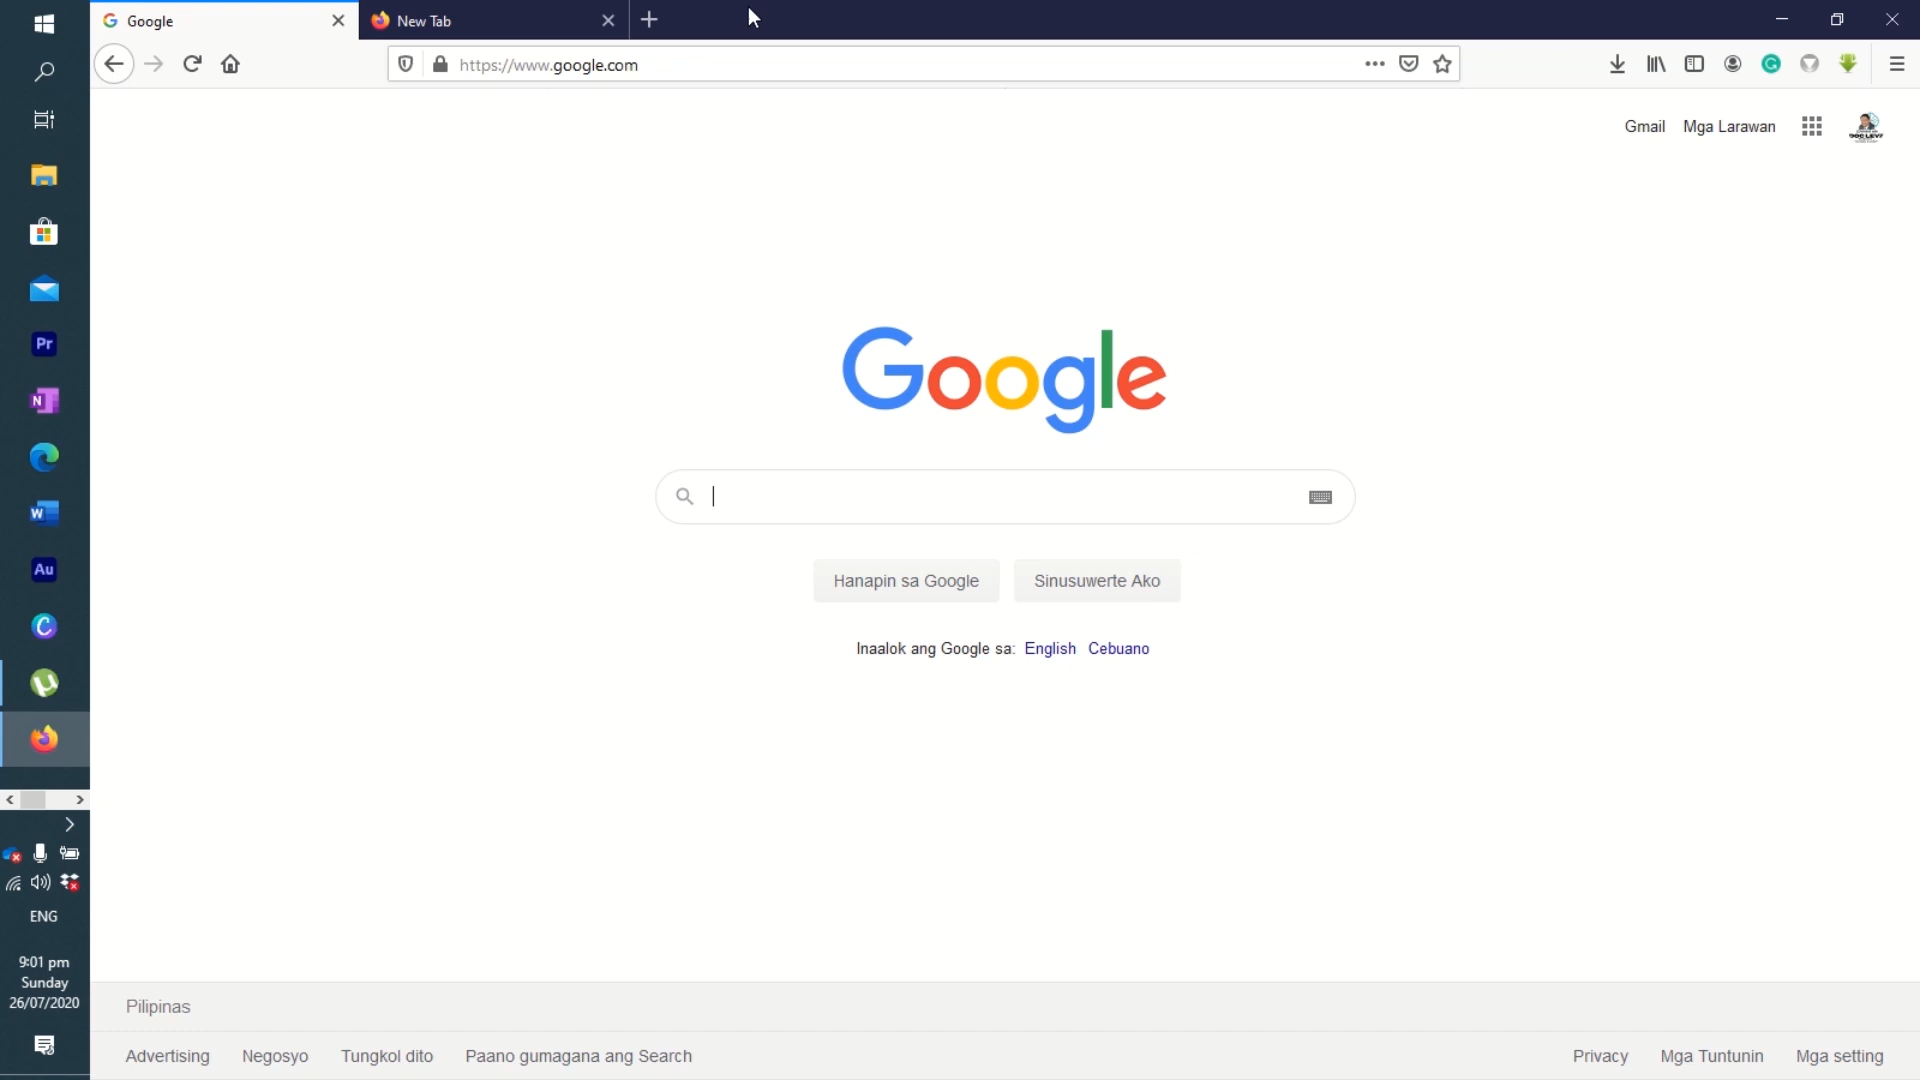 Google
New Tab
https://www.google.com
Gmail
Mga Larawan
Google
Hanapin sa Google
Sinusuwerte Ako
Inaalok ang Google sa: English Cebuano
Pr
N
W
Au
C
ENG
9:01 pm
Sunday
26/07/2020
Pilipinas
Advertising
Negosyo
Tungkol dito
Paano gumagana ang Search
Privacy
Mga Tuntunin
Mga setting